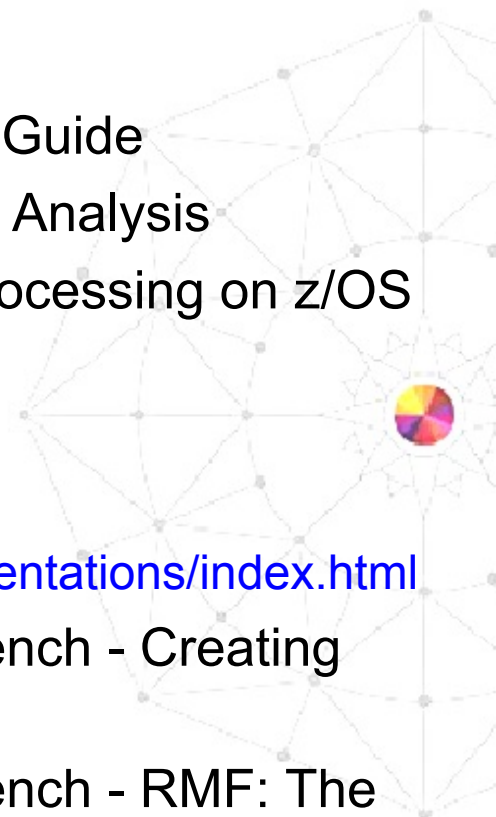 Guide
Analysis
ocessing on z/OS
entations/index.html
ench - Creating
ench - RMF: The